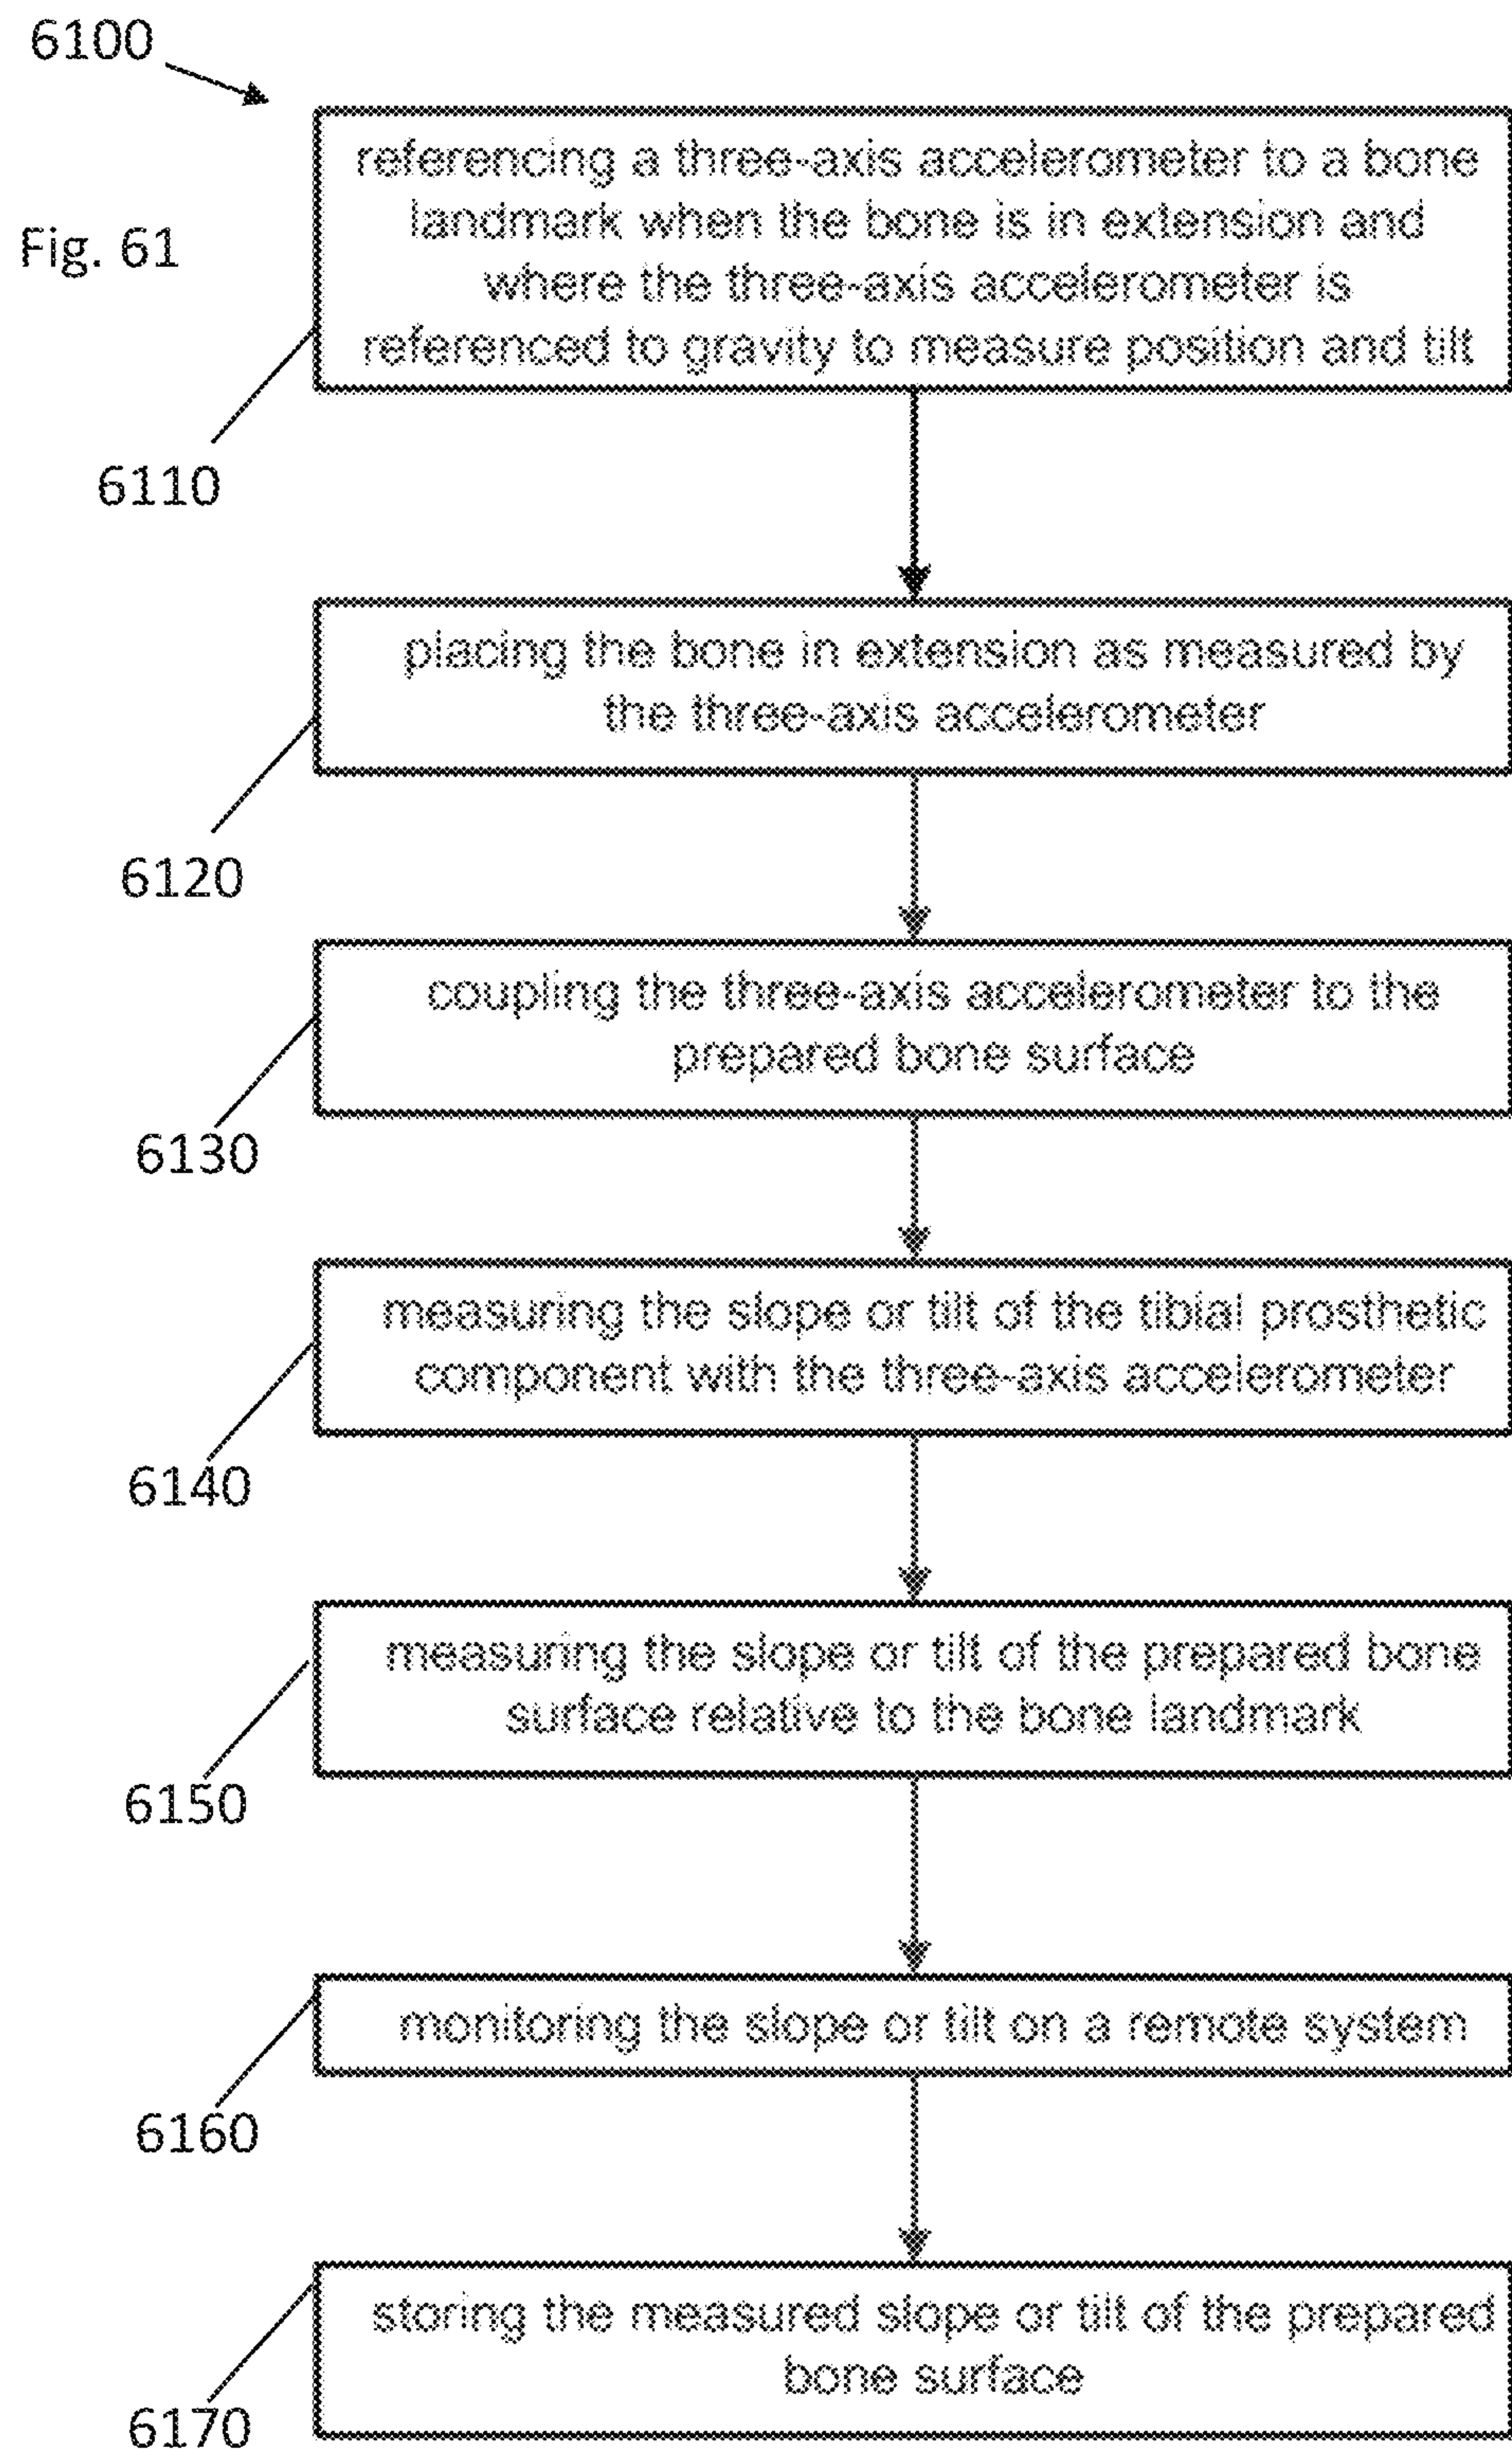 6100
referencing a three-axis accelerometer to a bone
landmark when the bone is in extension and
where the three-axis accelerometer is
referenced to gravity to measure position and tilt
Fig. 61
6110
placing the bone in extension as measured by
the three-axis accelerometer
6120
coupling the three-axis accelerometer to the
prepared bone surface
6130
measuring the slope or tilt of the tibial prosthetic
component with the three-axis accelerometer
6140
measuring the slope or tilt of the prepared bone
surface relative to the bone landmark
6150
monitoring the slope or tilt on a remote system
6160
storing the measured slope or tilt of the prepared
bone surface
6170